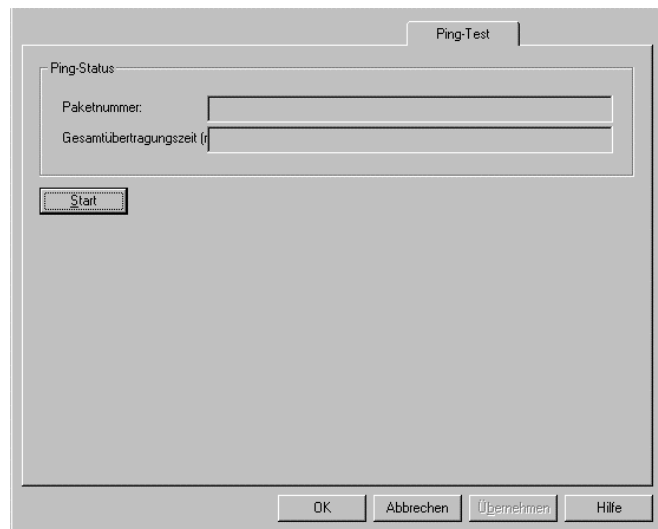 Ping-Test
Ping-Status
Paketnummer:
Gesamtübertragungszeit (r
Start
OK Abbrechen Übernehmen Hilfe